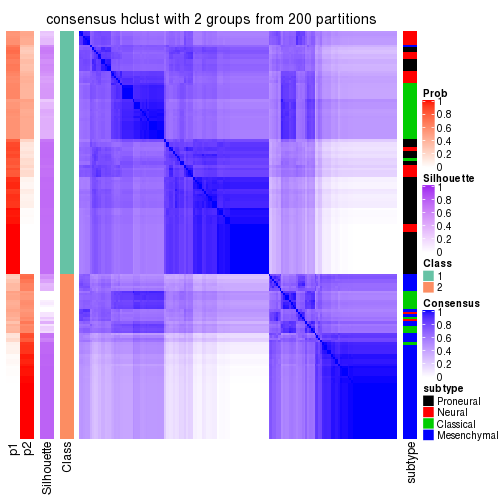 consensus hclust with 2 groups from 200 partitions
Prob
1
0.8
0.6
0.4
0.2
0
Silhouette
1
0.8
0.6
0.4
0.2
0
Class
1
2
Consensus
1
0.8
0.6
0.4
0.2
0
subtype
Proneural
Neural
Classical
Mesenchymal
p1
p2
Silhouette
Class
subtype